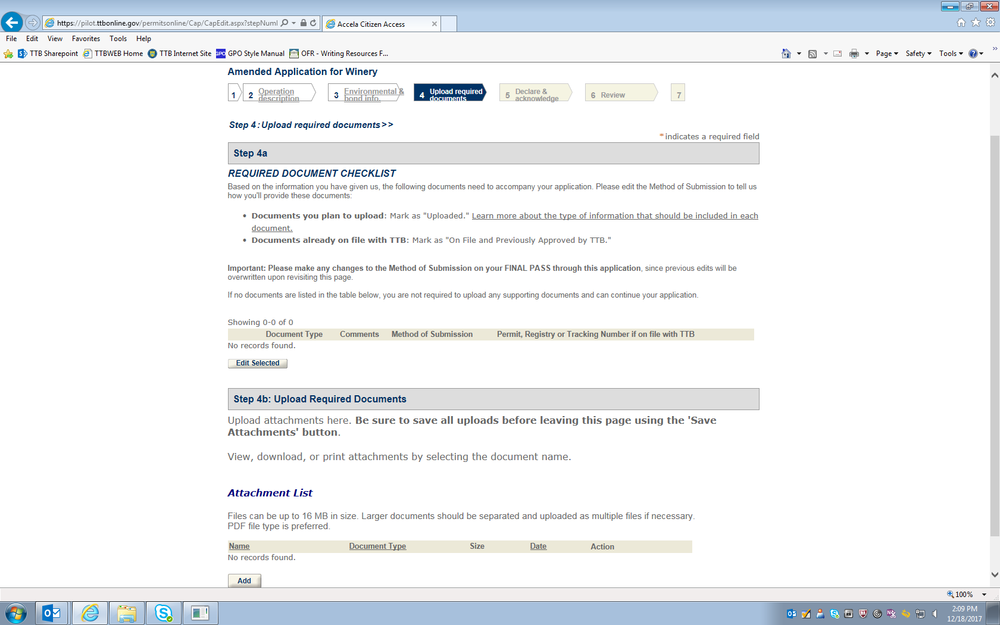 https://pilot.ttbonline.gov/permitsonline/Cap/CapEdit.aspx?stepNuml
Accela Citizen Access
File Edit View Favorites Tools Help
TTB Sharepoint TTBWEB Home TTB Internet Site GPO GPO Style Manual OFR - Writing Resources F...
Page Safety Tools
Amended Application for Winery
1
2 Operation description
3 Environmental & bond info.
4 Upload required documents
5 Declare & acknowledge
6 Review
7
Step 4:Upload required documents>>
*indicates a required field
Step 4a
REQUIRED DOCUMENT CHECKLIST
Based on the information you have given us, the following documents need to accompany your application. Please edit the Method of Submission to tell us
how you'll provide these documents:
• Documents you plan to upload: Mark as "Uploaded." Learn more about the type of information that should be included in each
document.
• Documents already on file with TTB: Mark as "On File and Previously Approved by TTB."
Important: Please make any changes to the Method of Submission on your FINAL PASS through this application, since previous edits will be
overwritten upon revisiting this page.
If no documents are listed in the table below, you are not required to upload any supporting documents and can continue your application.
Showing 0-0 of 0
Document Type Comments Method of Submission Permit, Registry or Tracking Number if on file with TTB
No records found.
Edit Selected
Step 4b: Upload Required Documents
Upload attachments here. Be sure to save all uploads before leaving this page using the 'Save
Attachments' button.
View, download, or print attachments by selecting the document name.
Attachment List
Files can be up to 16 MB in size. Larger documents should be separated and uploaded as multiple files if necessary.
PDF file type is preferred.
Name Document Type Size Date Action
No records found.
Add
100%
2:09 PM
12/18/2017